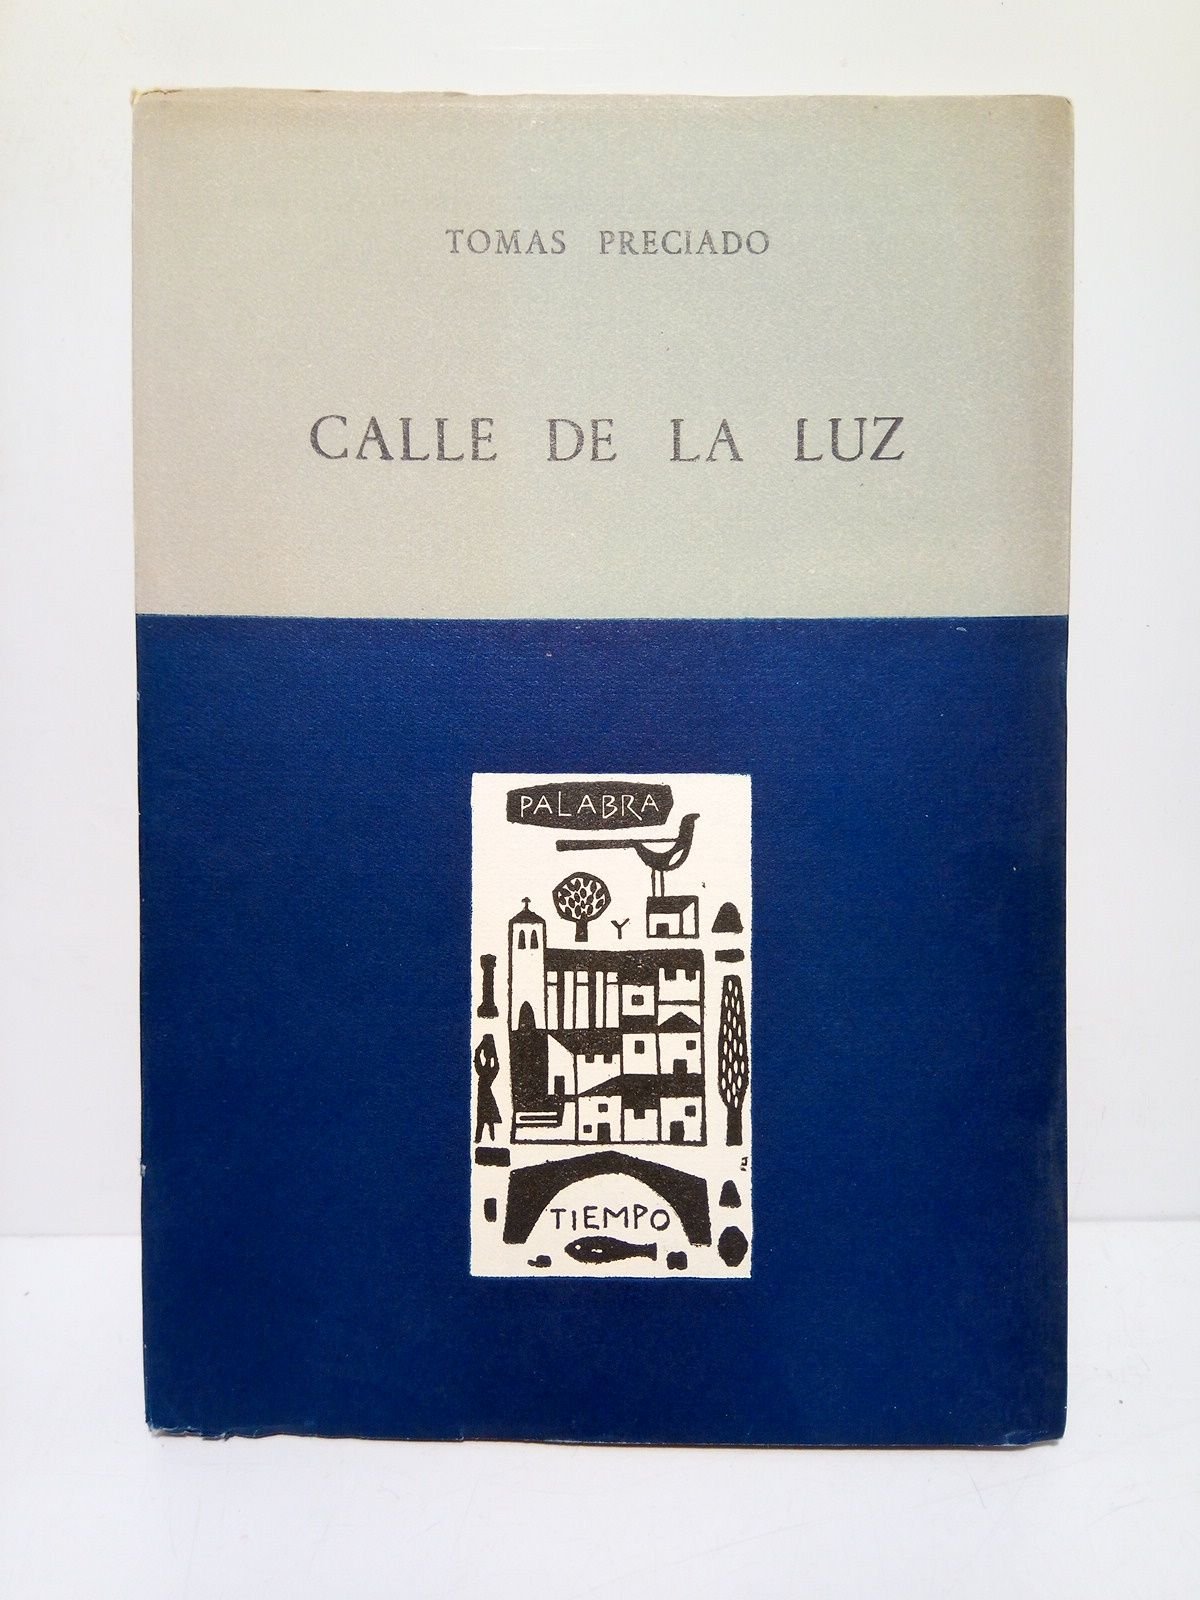 TOMAS PRECIADO
CALLE DE LA LUZ
PALABRA
Y
TIEMPO